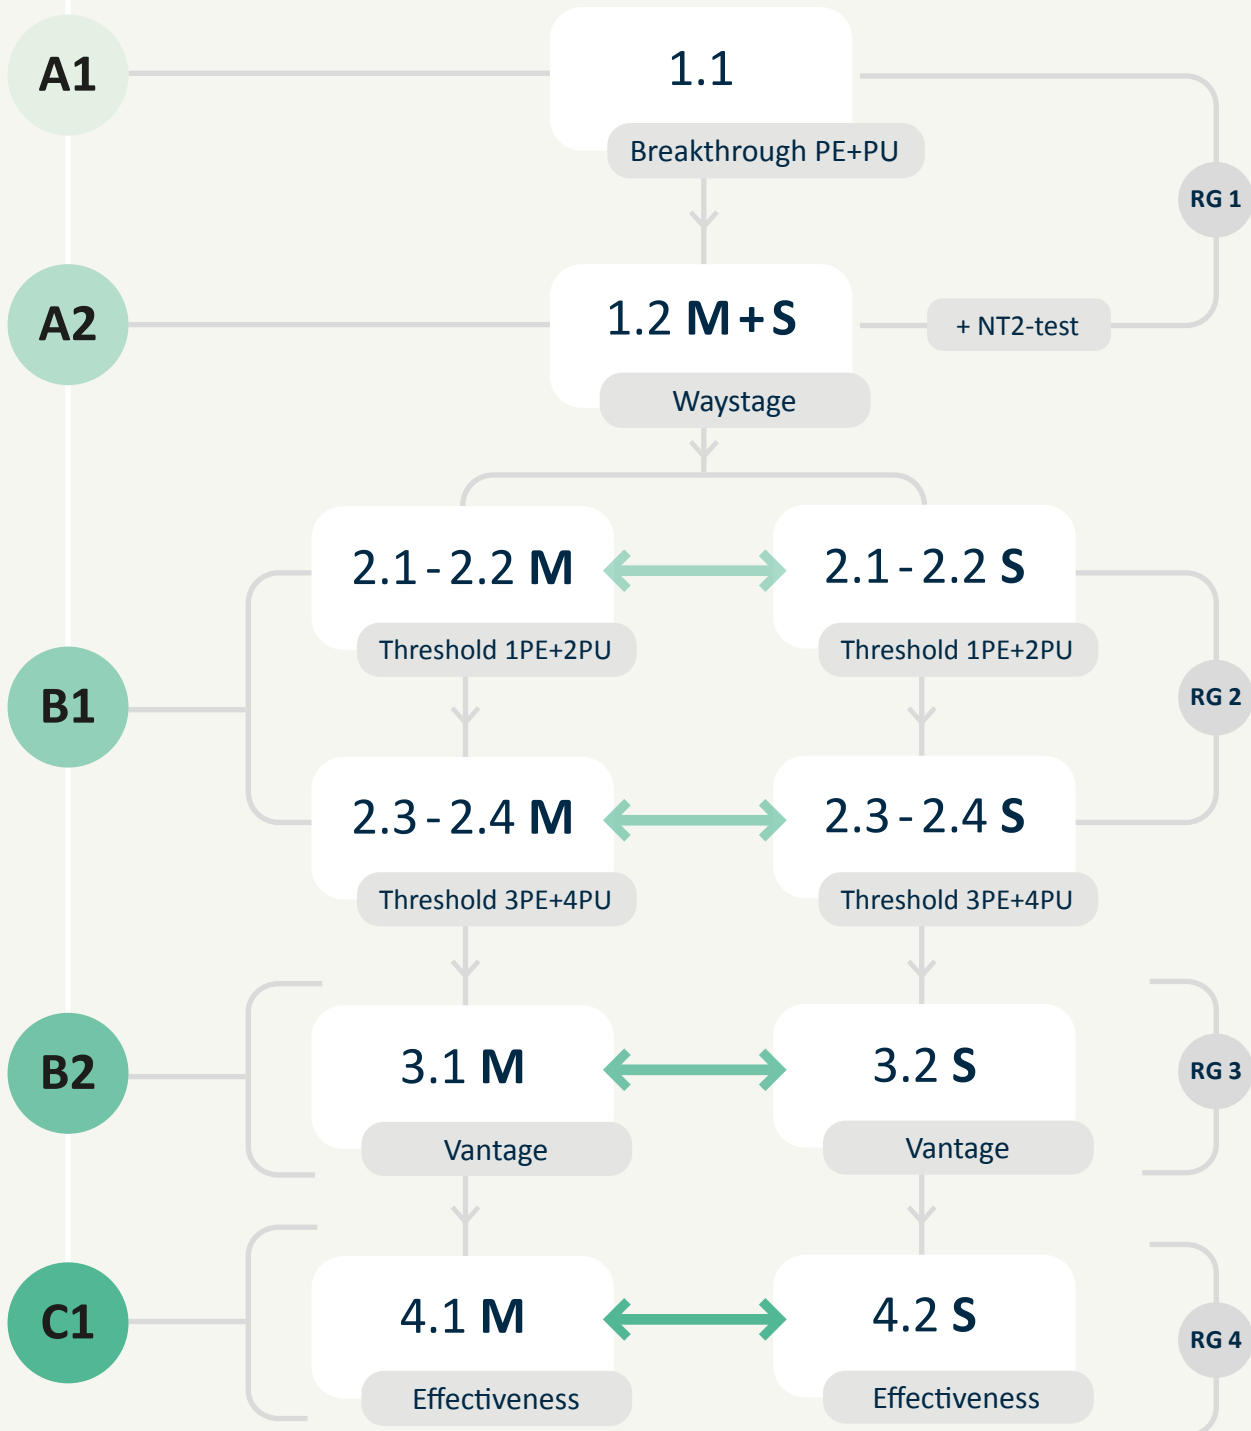 A1
1.1
Breakthrough PE+PU
RG 1
A2
1.2 M+S
+ NT2-test
Waystage
2.1-2.2 M
2.1-2.2 S
Threshold 1PE+2PU
Threshold 1PE+2PU
B1
RG 2
2.3-2.4 M
2.3-2.4 S
Threshold 3PE+4PU
Threshold 3PE+4PU
B2
3.1 M
3.2 S
RG 3
Vantage
Vantage
C1
4.1 M
4.2 S
RG 4
Effectiveness
Effectiveness